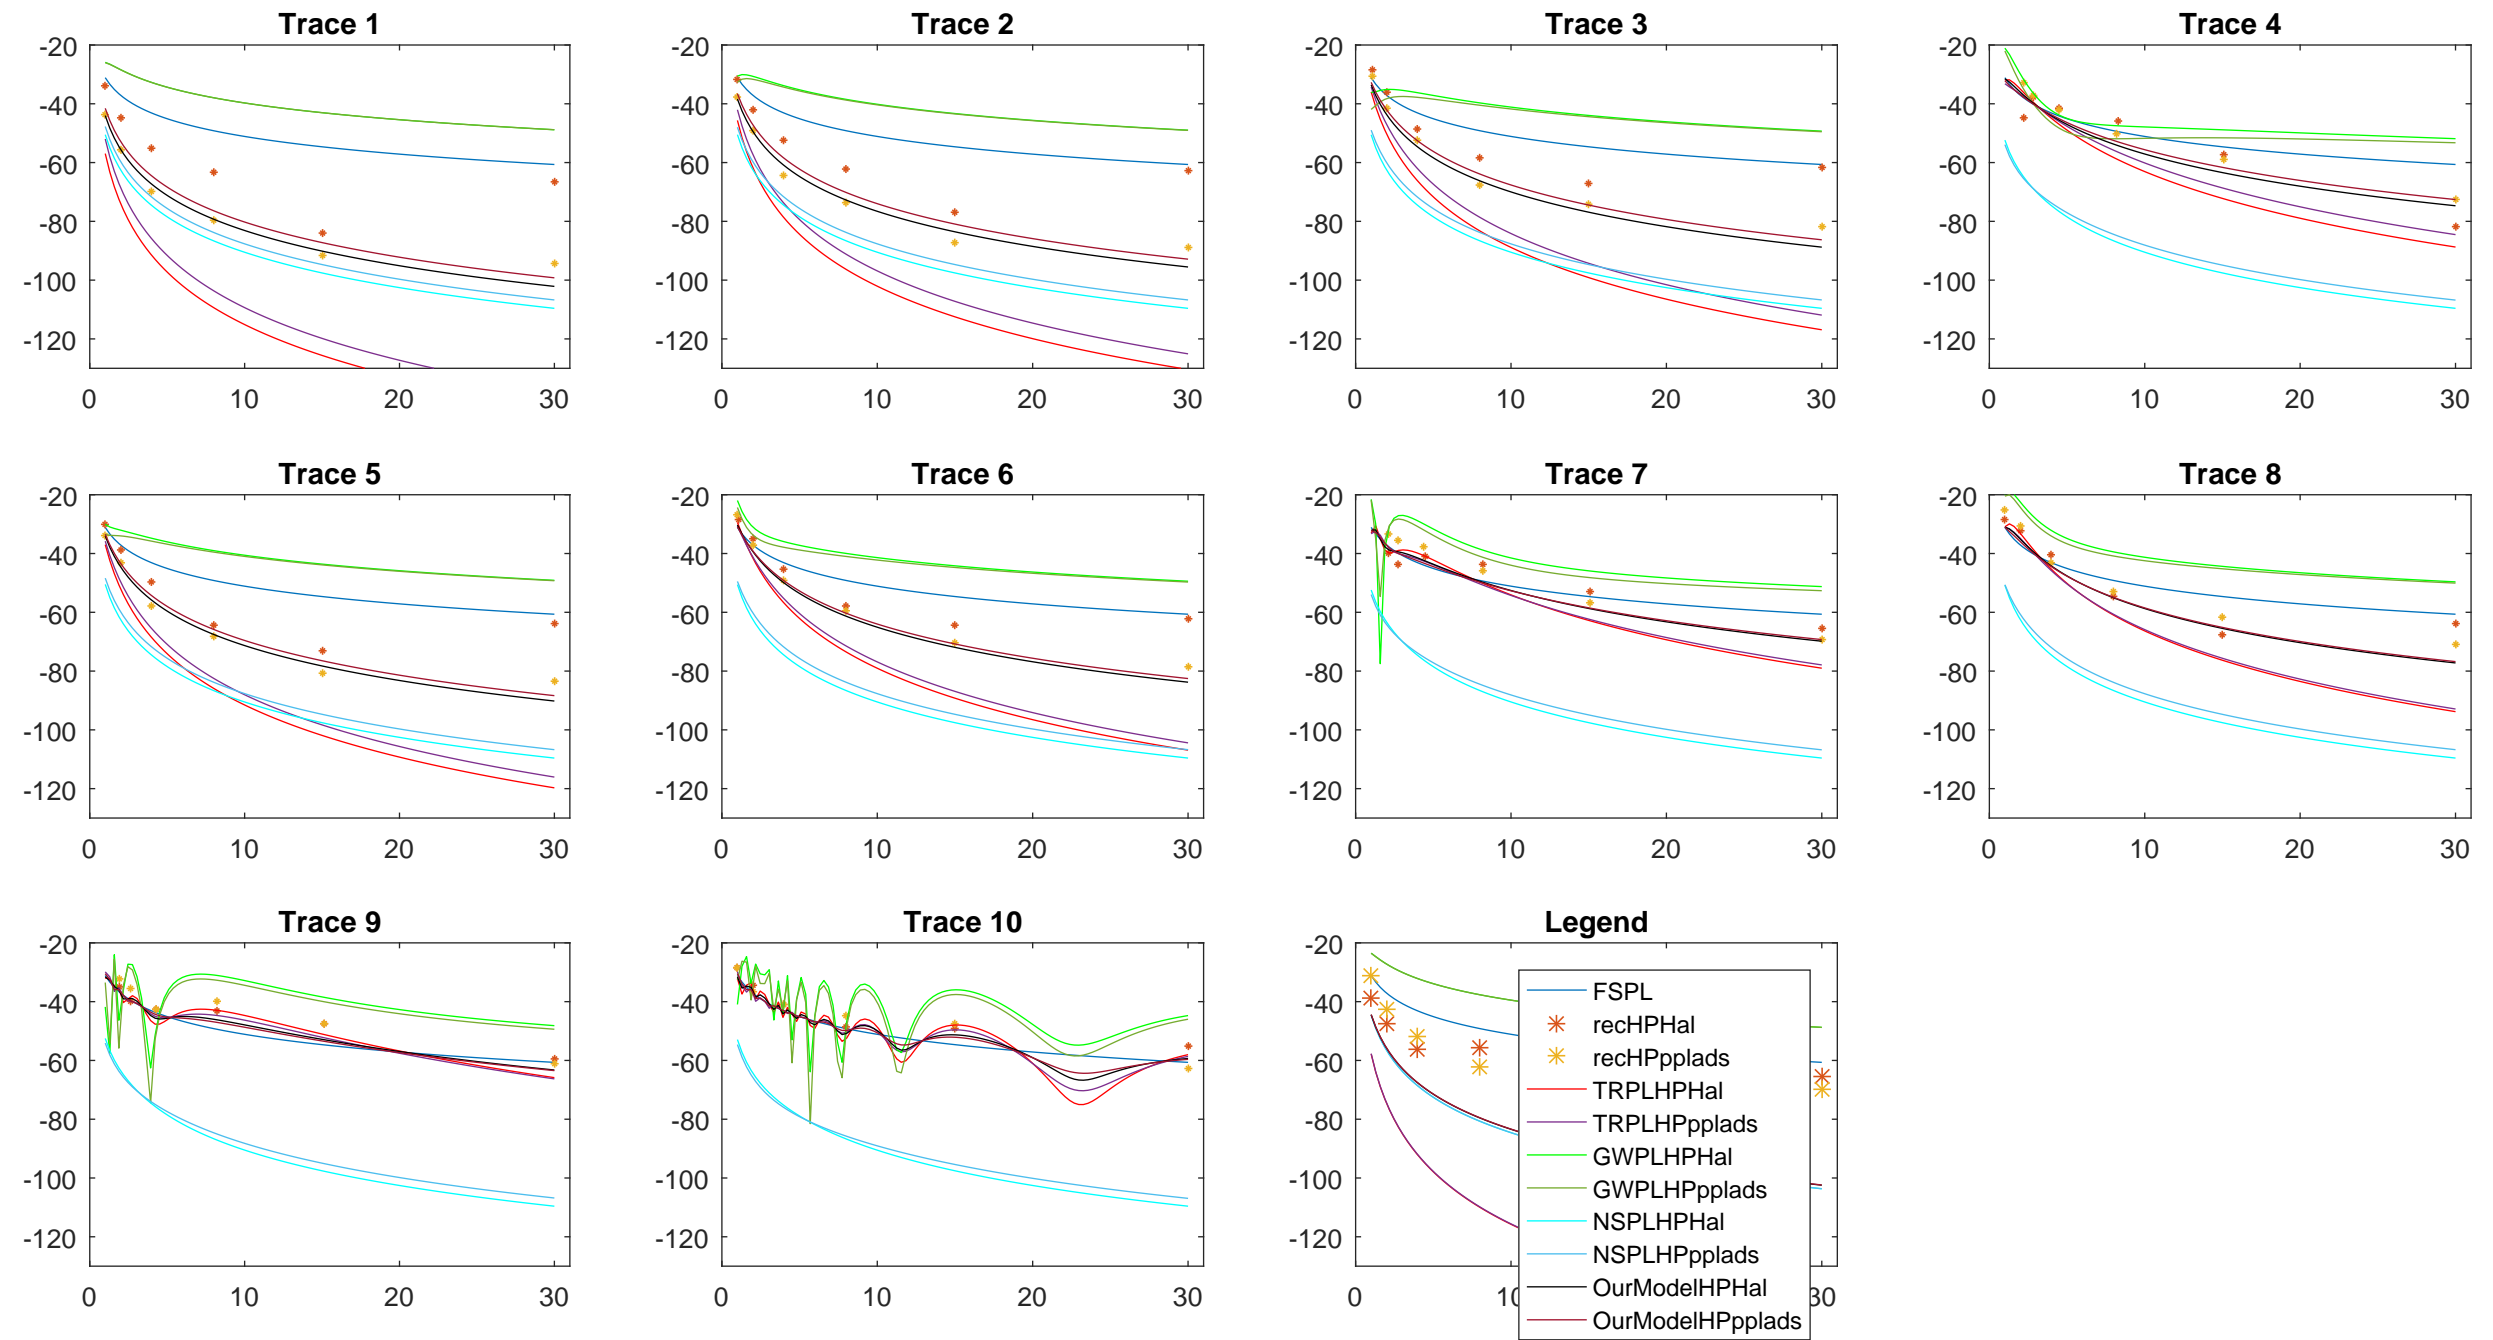 Trace 1
-20
-40
-60
-80
-100
-120
0 10 20 30
Trace 2
-20
-40
-60
-80
-100
-120
0 10 20 30
Trace 3
-20
-40
-60
-80
-100
-120
0 10 20 30
Trace 4
-20
-40
-60
-80
-100
-120
0 10 20 30
Trace 5
-20
-40
-60
-80
-100
-120
0 10 20 30
Trace 6
-20
-40
-60
-80
-100
-120
0 10 20 30
Trace 7
-20
-40
-60
-80
-100
-120
0 10 20 30
Trace 8
-20
-40
-60
-80
-100
-120
0 10 20 30
Trace 9
-20
-40
-60
-80
-100
-120
0 10 20 30
Trace 10
-20
-40
-60
-80
-100
-120
0 10 20 30
Legend
-20
-40
-60
-80
-100
-120
0 10 30
FSPL
recHPHal
recHPpplads
TRPLHPHal
TRPLHPpplads
GWPLHPHal
GWPLHPpplads
NSPLHPHal
NSPLHPpplads
OurModelHPHal
OurModelHPpplads